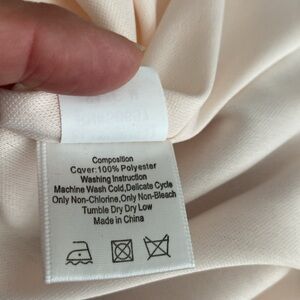 Composition
Cover:100% Polyester
Washing Instruction
Machine Wash Cold,Delicate Cycle
Only Non-Chlorine,Only Non-Bleach
Tumble Dry Dry Low
Made in China